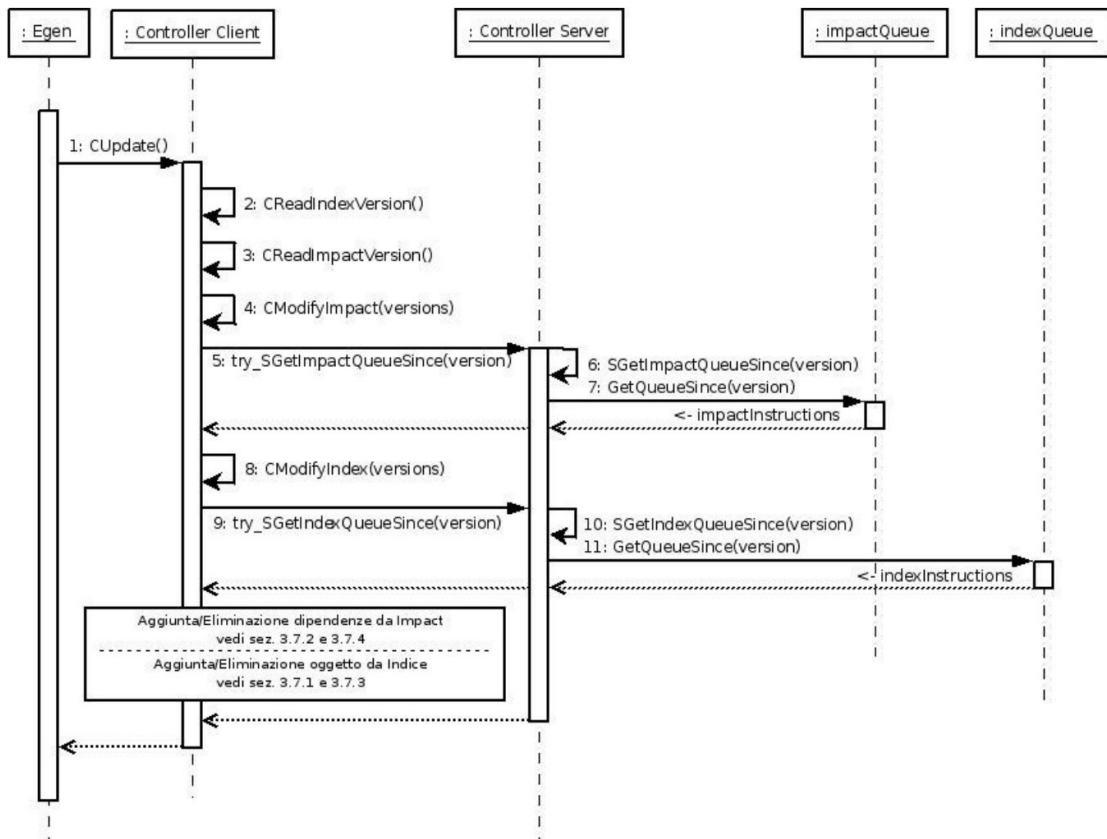 : Egen
: Controller Client
: Controller Server
: impactQueue
: indexQueue
1: CUpdate()
2: CReadIndexVersion()
3: CReadImpactVersion()
4: CModifyImpact(versions)
5: try_SGetImpactQueueSince(version)
6: SGetImpactQueueSince(version)
7: GetQueueSince(version)
<- impactInstructions
8: CModifyIndex(versions)
9: try_SGetIndexQueueSince(version)
10: SGetIndexQueueSince(version)
11: GetQueueSince(version)
<- indexInstructions
Aggiunta/Eliminazione dipendenze da Impact
vedi sez. 3.7.2 e 3.7.4
Aggiunta/Eliminazione oggetto da Indice
vedi sez. 3.7.1 e 3.7.3